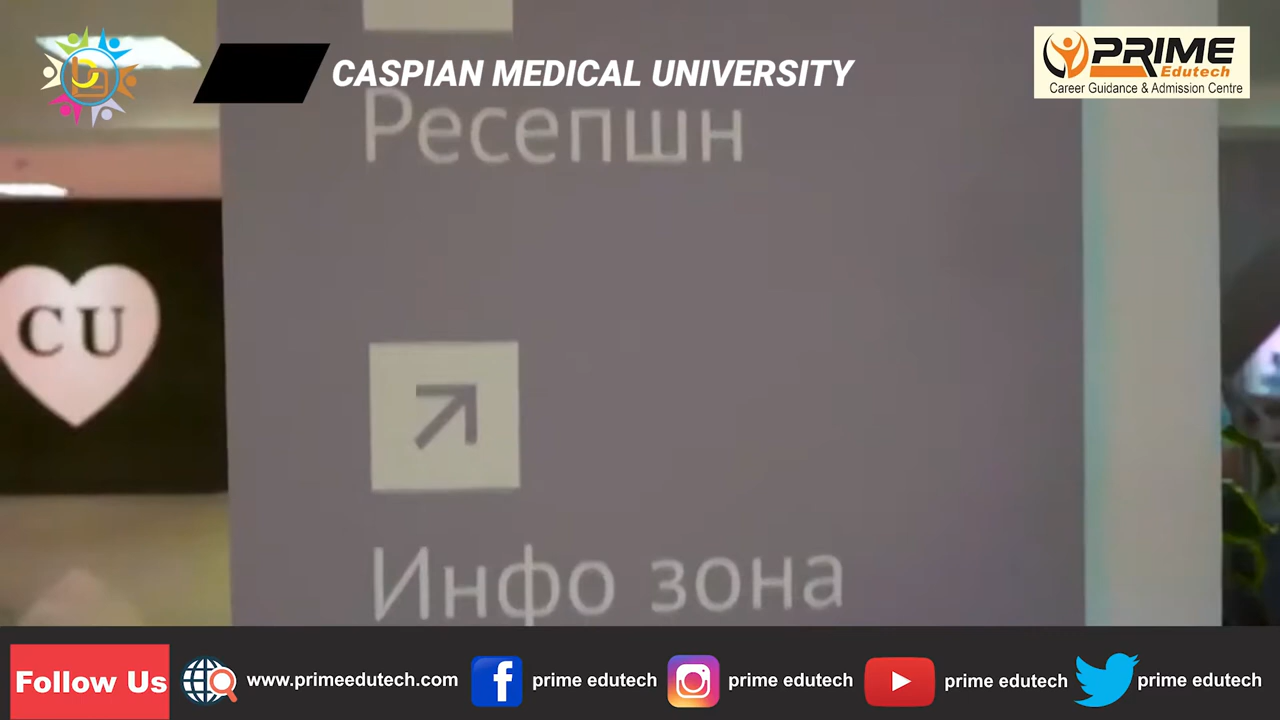 CASPIAN MEDICAL UNIVERSITY
PRIME
Edutech
Career Guidance & Admission Centre
Ресепшн
CU
Инфо зона
Follow Us
www.primeedutech.com
prime edutech
prime edutech
prime edutech
prime edutech